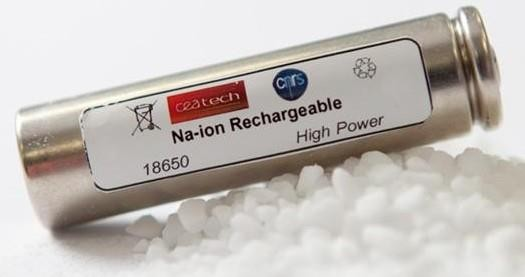 ceatech
cnrs
Na-ion Rechargeable
High Power
18650